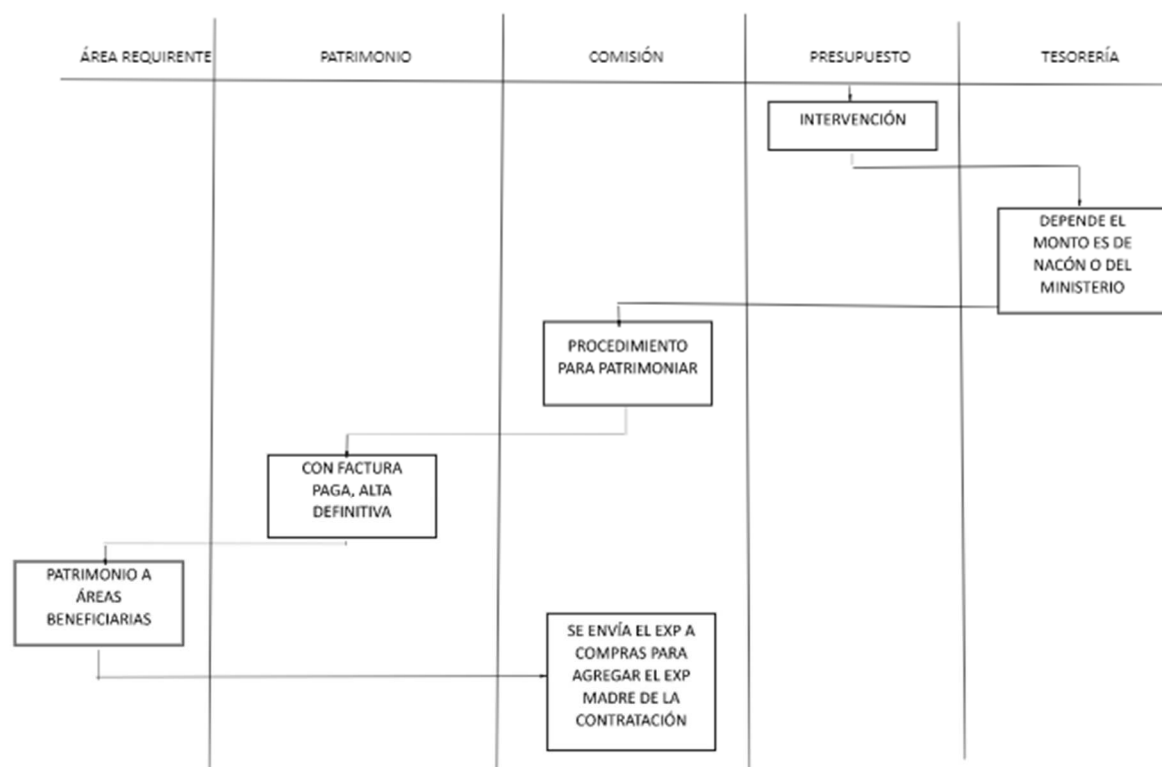 ÁREA REQUIRENTE
PATRIMONIO
COMISIÓN
PRESUPUESTO
TESORERÍA
INTERVENCIÓN
DEPENDE EL
MONTO ES DE
NACÓN O DEL
MINISTERIO
PROCEDIMIENTO
PARA PATRIMONIAR
CON FACTURA
PAGA, ALTA
DEFINITIVA
PATRIMONIO A
ÁREAS
BENEFICIARIAS
SE ENVÍA EL EXP A
COMPRAS PARA
AGREGAR EL EXP
MADRE DE LA
CONTRATACIÓN